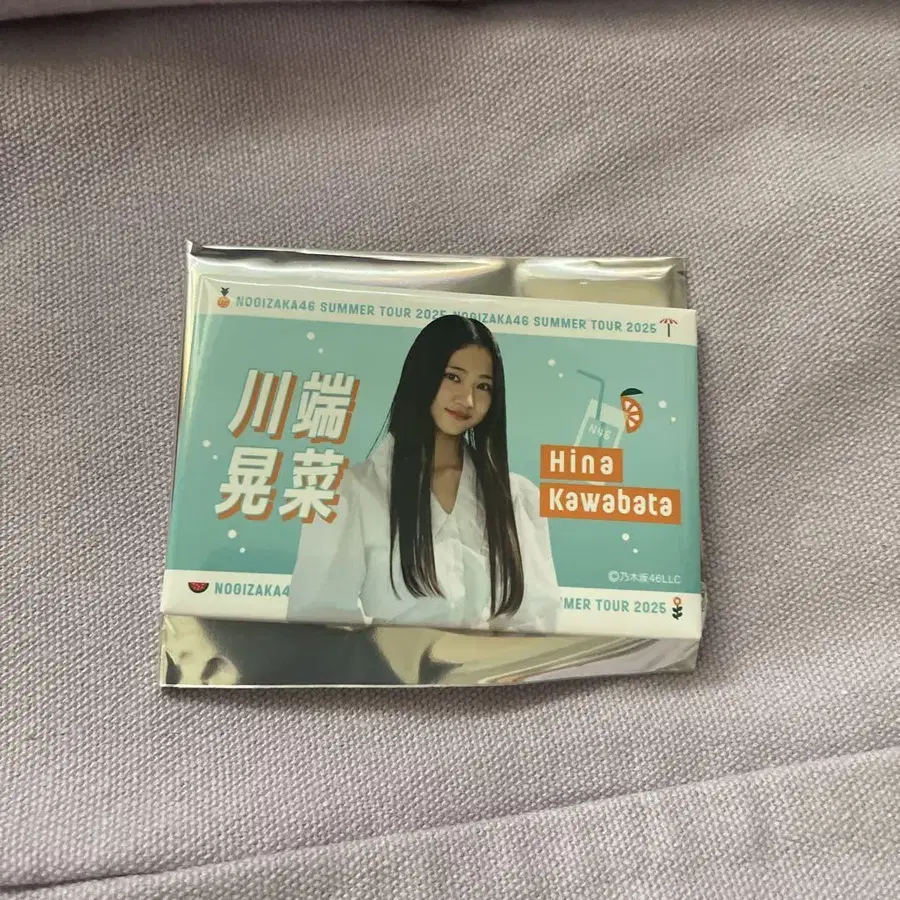 NOGIZAKA46 SUMMER TOUR 2025 NOGIZAKA46 SUMMER TOUR 2025
川端
晃菜
N46
Hina
Kawabata
©乃木坂46LLC
NOGIZAKA4
MER TOUR 2025